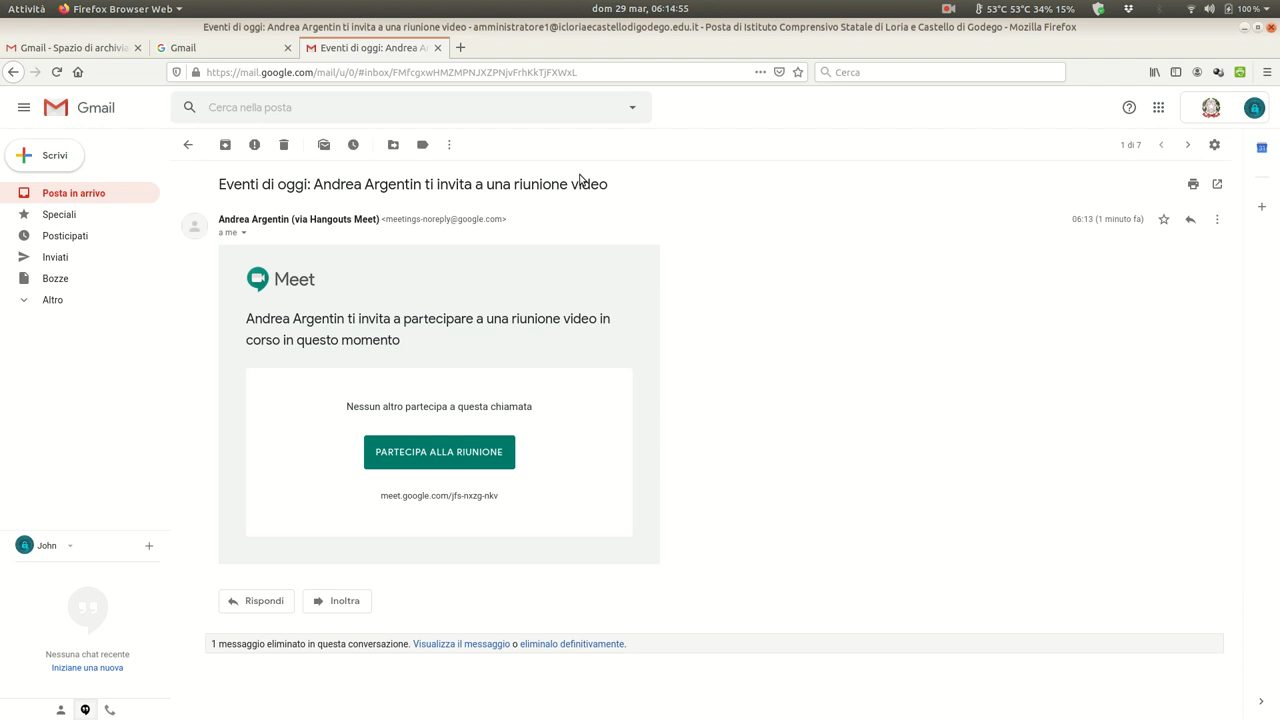 Attività
Firefox Browser Web
dom 29 mar, 06:14:55
53°C 53°C 34% 15%
100 %
Eventi di oggi: Andrea Argentin ti invita a una riunione video - amministratore1@icloriaecastellodigodego.edu.it - Posta di Istituto Comprensivo Statale di Loria e Castello di Godego - Mozilla Firefox
Gmail - Spazio di archivia
Gmail
Eventi di oggi: Andrea A
https://mail.google.com/mail/u/0/#inbox/FMfcgxwHMZMPNJXZPNjvFrhKkTjFXWxL
Cerca
Gmail
Cerca nella posta
Scrivi
1 di 7
31
Posta in arrivo
Speciali
Posticipati
Inviati
Bozze
Altro
Eventi di oggi: Andrea Argentin ti invita a una riunione video
Andrea Argentin (via Hangouts Meet) <meetings-noreply@google.com>
06:13 (1 minuto fa)
a me
Meet
Andrea Argentin ti invita a partecipare a una riunione video in
corso in questo momento
Nessun altro partecipa a questa chiamata
PARTECIPA ALLA RIUNIONE
meet.google.com/jfs-nxzg-nkv
Rispondi
Inoltra
1 messaggio eliminato in questa conversazione. Visualizza il messaggio o eliminalo definitivamente.
John
Nessuna chat recente
Iniziane una nuova